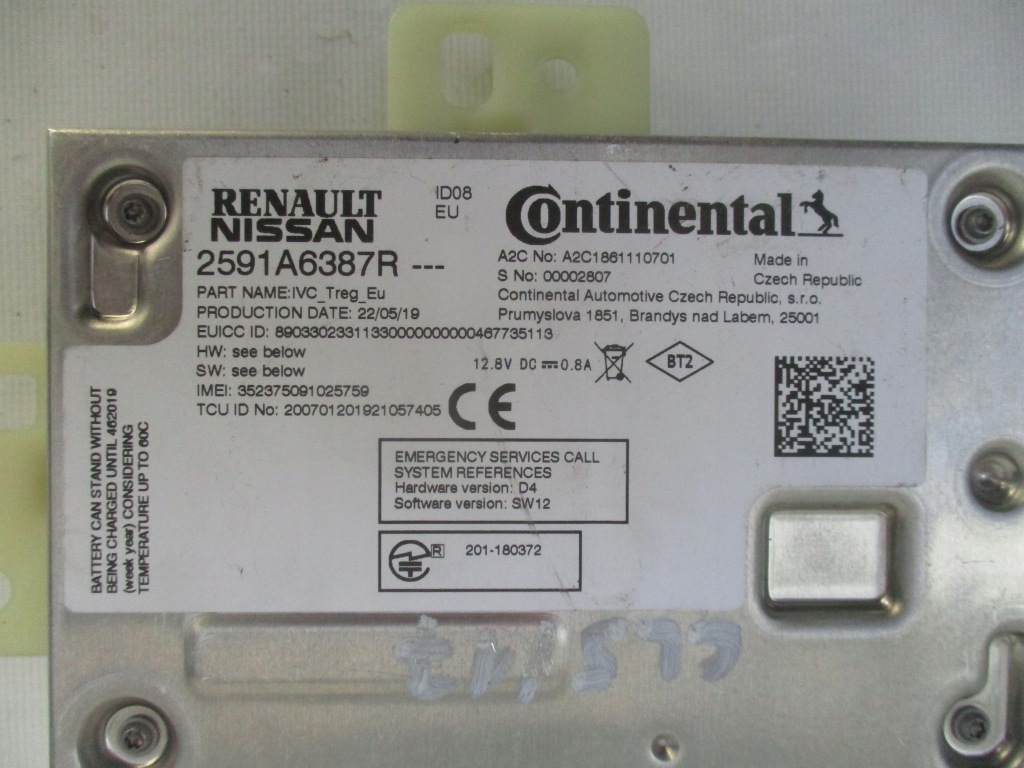 RENAULT
NISSAN
ID08
EU
Continental
2591A6387R ---
A2C No: A2C1861110701
S No: 00002807
Made in
Czech Republic
Continental Automotive Czech Republic, s.r.o.
Prumyslova 1851, Brandys nad Labem, 25001
PART NAME:IVC_Treg_Eu
PRODUCTION DATE: 22/05/19
EUICC ID: 89033023311330000000000467735113
HW: see below
SW: see below
IMEI: 352375091025759
TCU ID No: 200701201921057405
12.8V DC 0.8A
BT2
CE
EMERGENCY SERVICES CALL
SYSTEM REFERENCES
Hardware version: D4
Software version: SW12
R 201-180372
BATTERY CAN STAND WITHOUT
BEING CHARGED UNTIL 462019
(week year) CONSIDERING
TEMPERATURE UP TO 60C